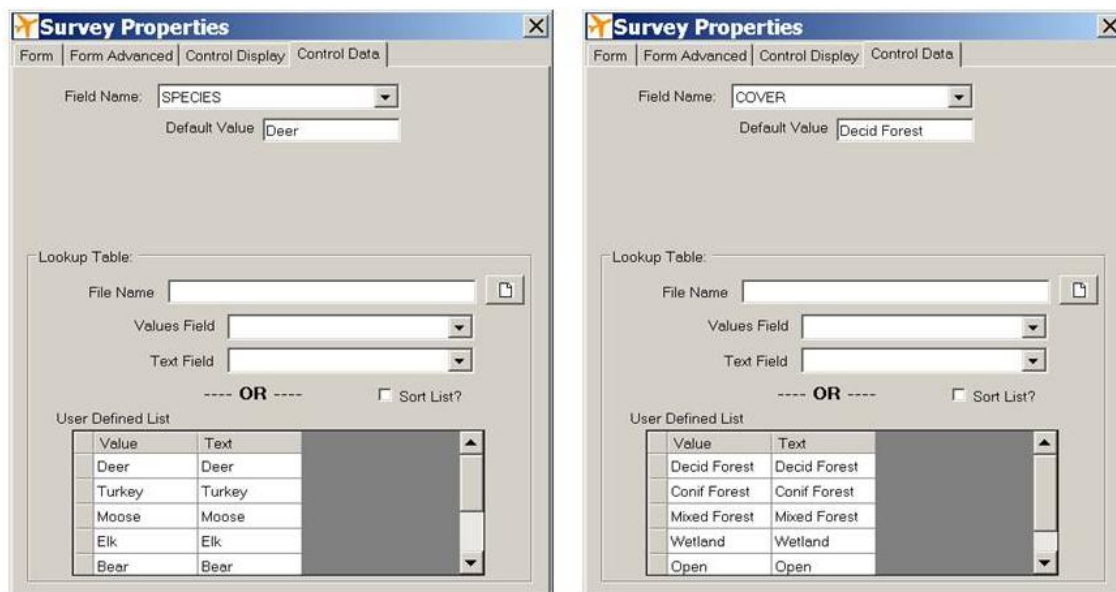 Survey Properties
Form Form Advanced Control Display Control Data
Field Name: SPECIES
Default Value Deer
Lookup Table:
File Name
Values Field
Text Field
---- OR ---- Sort List?
User Defined List
Value Text
Deer Deer
Turkey Turkey
Moose Moose
Elk Elk
Bear Bear
Survey Properties
Form Form Advanced Control Display Control Data
Field Name: COVER
Default Value Decid Forest
Lookup Table:
File Name
Values Field
Text Field
---- OR ---- Sort List?
User Defined List
Value Text
Decid Forest Decid Forest
Conif Forest Conif Forest
Mixed Forest Mixed Forest
Wetland Wetland
Open Open